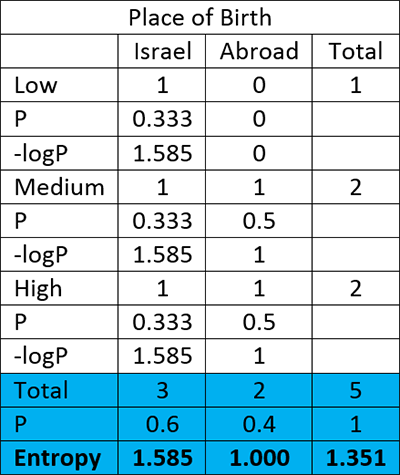 Place of Birth
Israel Abroad Total
Low 1 0 1
P 0.333 0
-logP 1.585 0
Medium 1 1 2
P 0.333 0.5
-logP 1.585 1
High 1 1 2
P 0.333 0.5
-logP 1.585 1
Total 3 2 5
P 0.6 0.4 1
Entropy 1.585 1.000 1.351